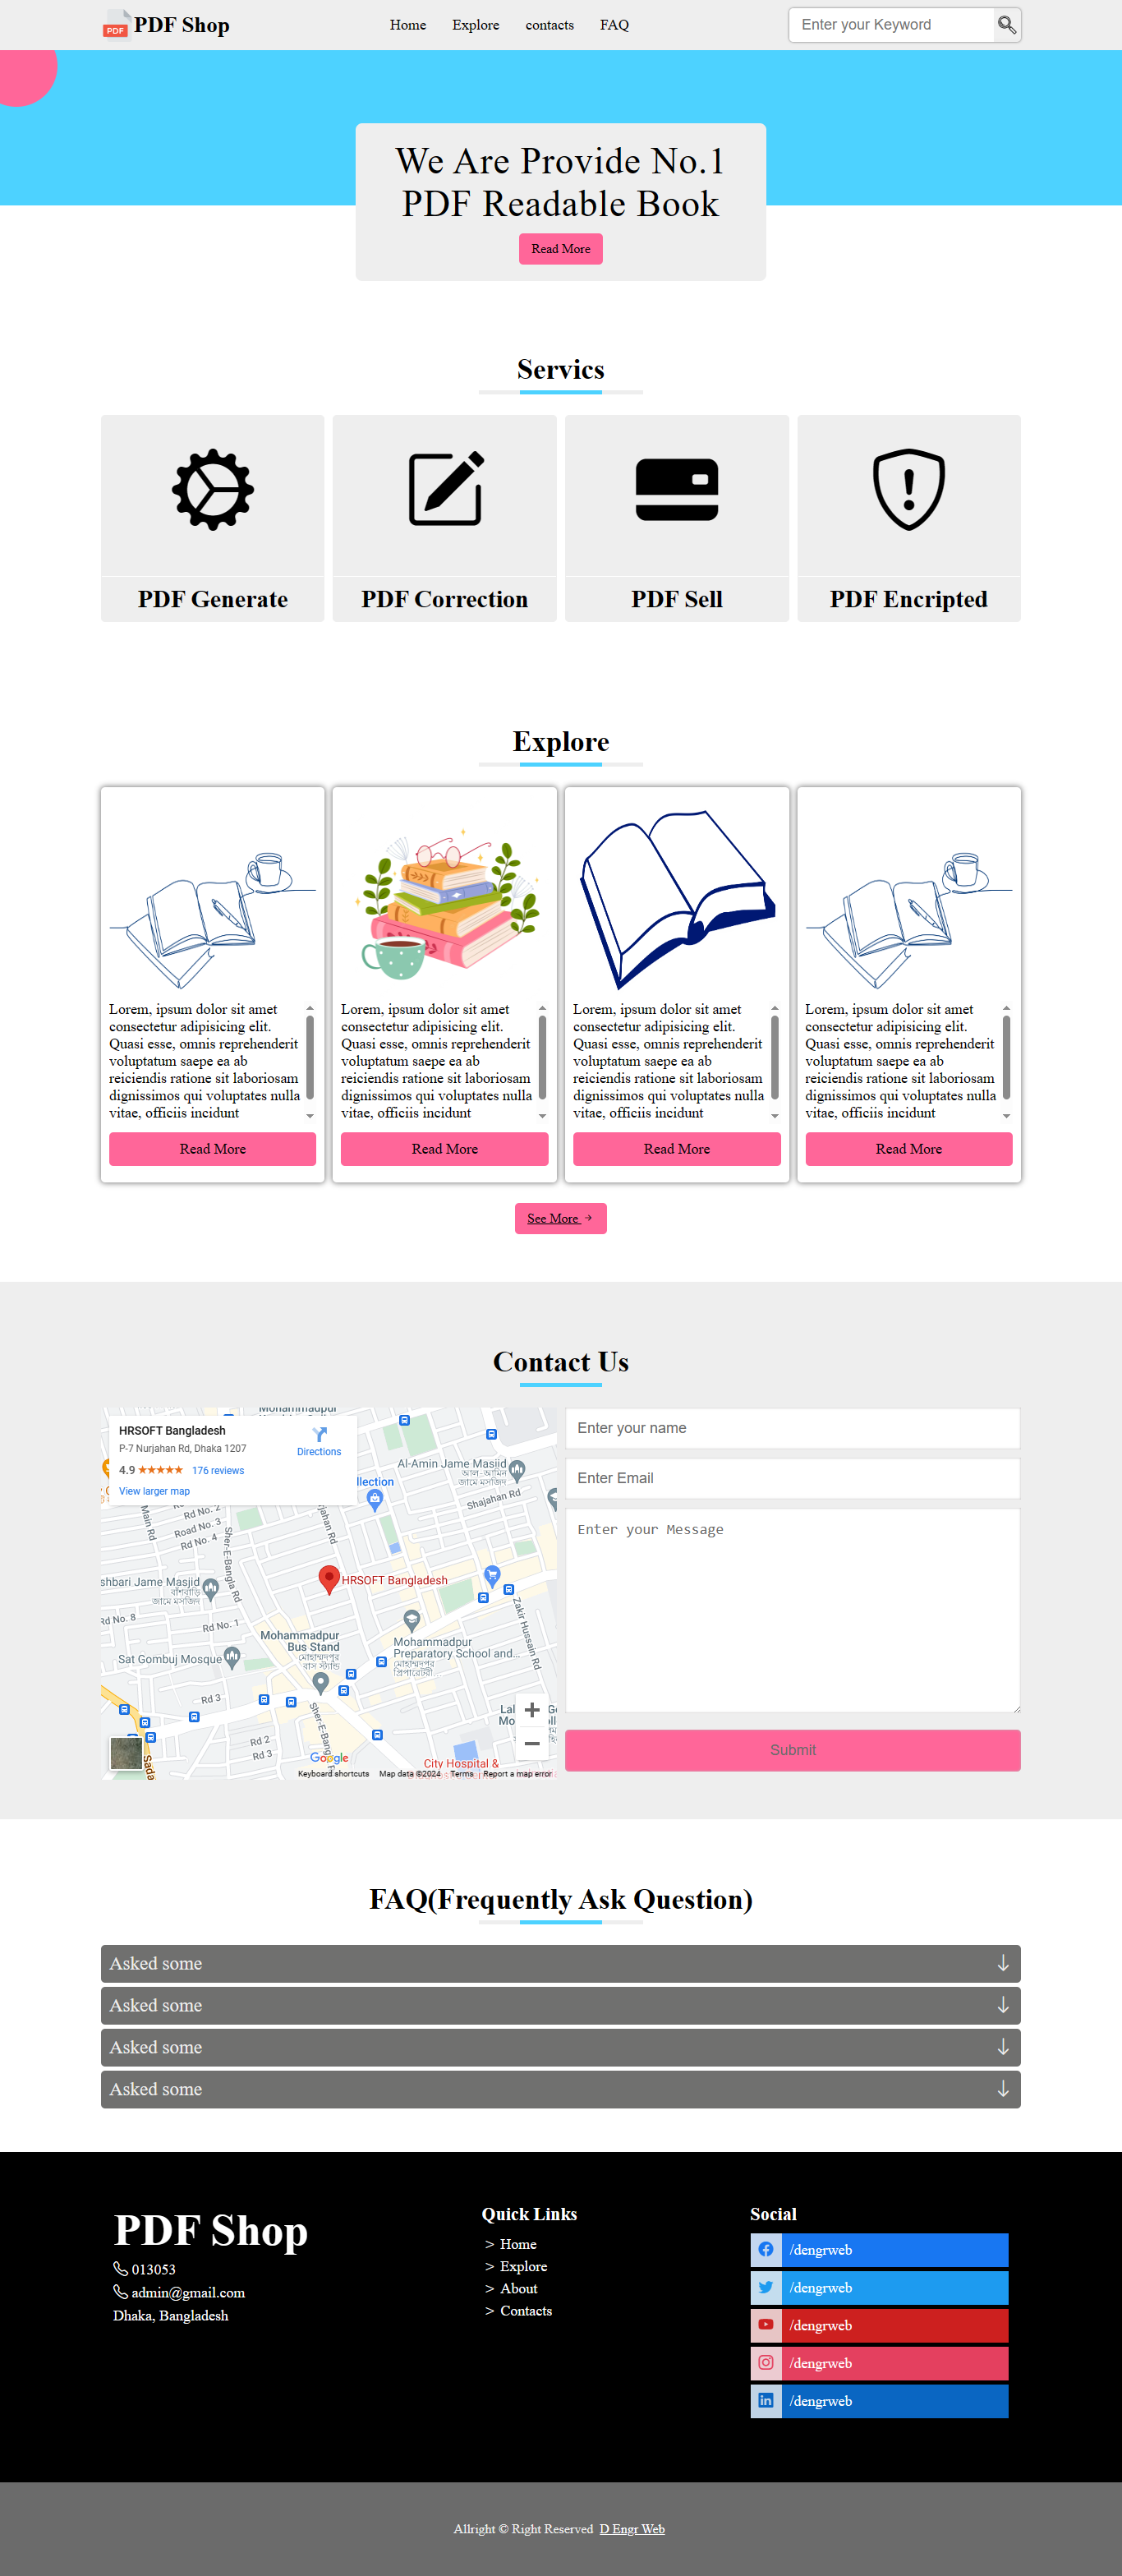 PDF
PDF Shop
Home
Explore
contacts
FAQ
Enter your Keyword
We Are Provide No.1
PDF Readable Book
Read More
Servics
PDF Generate
PDF Correction
PDF Sell
PDF Encripted
Explore
Lorem, ipsum dolor sit amet
consectetur adipisicing elit.
Quasi esse, omnis reprehenderit
voluptatum saepe ea ab
reiciendis ratione sit laboriosam
dignissimos qui voluptates nulla
vitae, officiis incidunt
Read More
Lorem, ipsum dolor sit amet
consectetur adipisicing elit.
Quasi esse, omnis reprehenderit
voluptatum saepe ea ab
reiciendis ratione sit laboriosam
dignissimos qui voluptates nulla
vitae, officiis incidunt
Read More
Lorem, ipsum dolor sit amet
consectetur adipisicing elit.
Quasi esse, omnis reprehenderit
voluptatum saepe ea ab
reiciendis ratione sit laboriosam
dignissimos qui voluptates nulla
vitae, officiis incidunt
Read More
Lorem, ipsum dolor sit amet
consectetur adipisicing elit.
Quasi esse, omnis reprehenderit
voluptatum saepe ea ab
reiciendis ratione sit laboriosam
dignissimos qui voluptates nulla
vitae, officiis incidunt
Read More
See More →
Contact Us
HRSOFT Bangladesh
P-7 Nurjahan Rd, Dhaka 1207
4.9 ★★★★★ 176 reviews
View larger map
Directions
Mohammadpur
llection
Al-Amin Jame Masjid
আল-আমিন
জামে মসজিদ
Shajahan Rd
Main Rd
Rd No. 2
Road No. 3
Rd No. 4
Sher-E-Bangla Rd
rjahan Rd
HRSOFT Bangladesh
shbari Jame Masjid
বাঁশবাড়ি
জামে মসজিদ
Rd No. 8
Rd No. 1
Zakir Hussain Rd
Mohammadpur
Bus Stand
মোহাম্মদপুর
বাস স্ট্যান্ড
Mohammadpur
Preparatory School and...
মোহাম্মদপুর
প্রিপারেটরী...
Sat Gombuj Mosque
Rd 3
Rd 2
Rd 3
Sher-E-Bang
Sada
Google
City Hospital &
Keyboard shortcuts
Map data ©2024
Terms
Report a map error
Enter your name
Enter Email
Enter your Message
Submit
FAQ(Frequently Ask Question)
Asked some
Asked some
Asked some
Asked some
PDF Shop
013053
admin@gmail.com
Dhaka, Bangladesh
Quick Links
> Home
> Explore
> About
> Contacts
Social
/dengrweb
/dengrweb
/dengrweb
/dengrweb
/dengrweb
Allright © Right Reserved D Engr Web